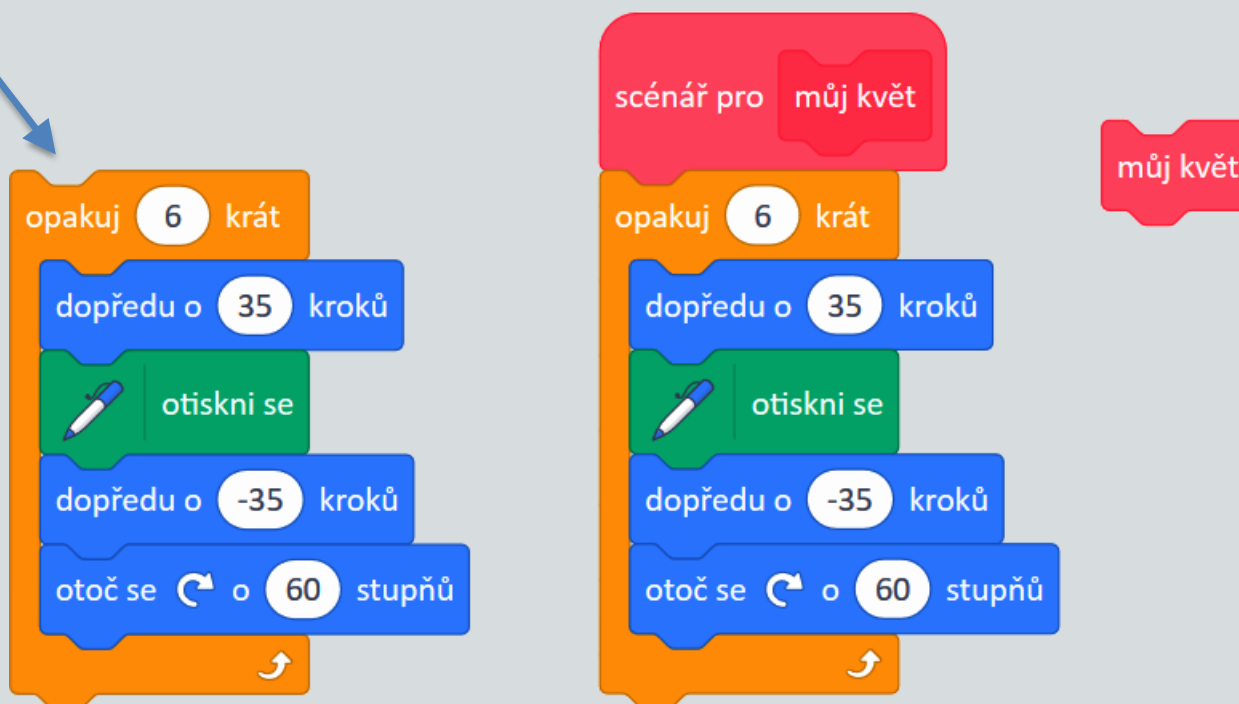 opakuj 6 krát
dopředu o 35 kroků
otiskni se
dopředu o -35 kroků
otoč se o 60 stupňů
scénář pro můj květ
opakuj 6 krát
dopředu o 35 kroků
otiskni se
dopředu o -35 kroků
otoč se o 60 stupňů
můj květ